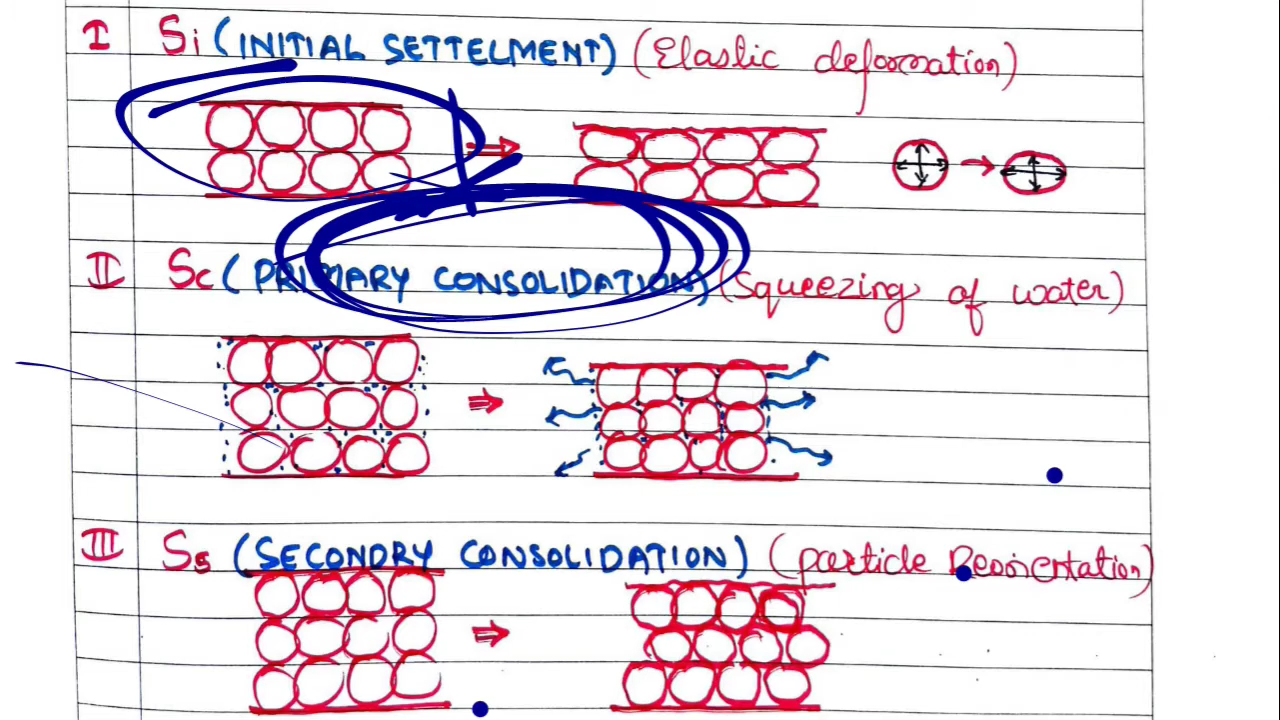 I Si (INITIAL SETTELMENT) (Elastic deformation)
II Sc (PRIMARY CONSOLIDATION) (Squeezing of water)
III Ss (SECONDRY CONSOLIDATION) (particle Reorientation)